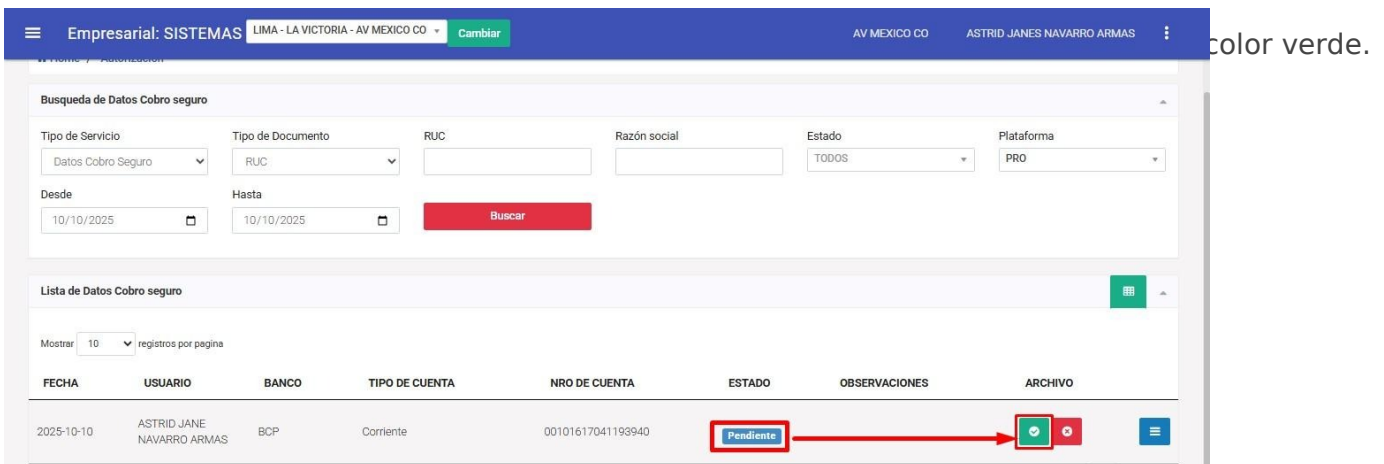 Empresarial: SISTEMAS LIMA - LA VICTORIA - AV MEXICO CO Cambiar AV MEXICO CO ASTRID JANES NAVARRO ARMAS
color verde.
Home / Autorización
Busqueda de Datos Cobro seguro
Tipo de Servicio Tipo de Documento RUC Razón social Estado Plataforma
Datos Cobro Seguro RUC TODOS PRO
Desde Hasta
10/10/2025 10/10/2025 Buscar
Lista de Datos Cobro seguro
Mostrar 10 registros por pagina
FECHA USUARIO BANCO TIPO DE CUENTA NRO DE CUENTA ESTADO OBSERVACIONES ARCHIVO
2025-10-10 ASTRID JANE NAVARRO ARMAS BCP Corriente 00101617041193940 Pendiente